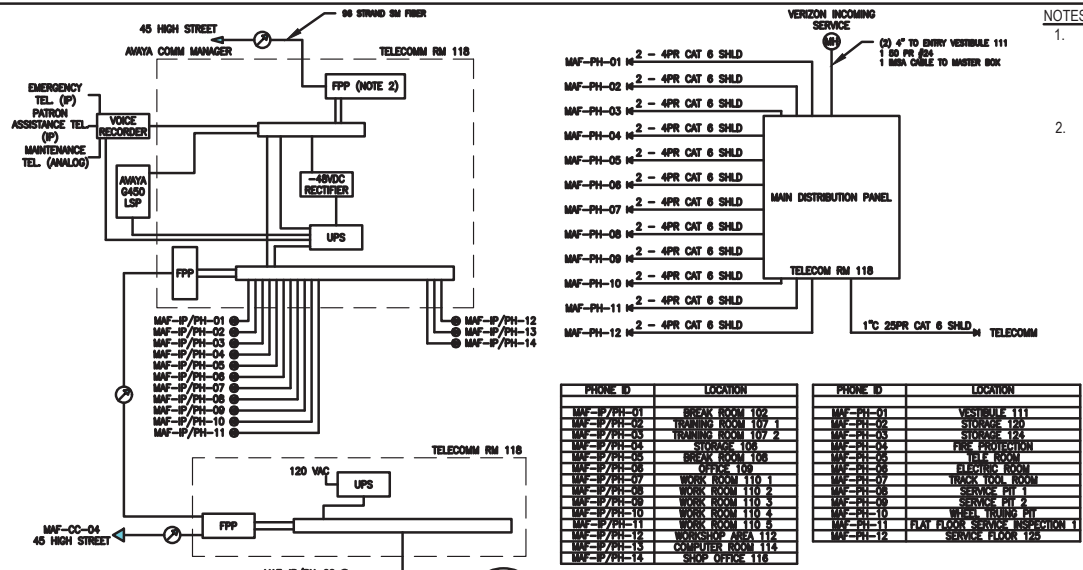 96 STRAND SM FIBER
45 HIGH STREET
AVAYA COMM MANAGER
TELECOMM RM 118
FPP (NOTE 2)
EMERGENCY
TEL. (IP)
PATRON
ASSISTANCE TEL.
(IP)
MAINTENANCE
TEL. (ANALOG)
VOICE
RECORDER
AVAYA
G450
LSP
-48VDC
RECTIFIER
UPS
FPP
MAF-IP/PH-01
MAF-IP/PH-02
MAF-IP/PH-03
MAF-IP/PH-04
MAF-IP/PH-05
MAF-IP/PH-06
MAF-IP/PH-07
MAF-IP/PH-08
MAF-IP/PH-09
MAF-IP/PH-10
MAF-IP/PH-11
MAF-IP/PH-12
MAF-IP/PH-13
MAF-IP/PH-14
TELECOMM RM 118
120 VAC
UPS
FPP
MAF-CC-04
45 HIGH STREET
VERIZON INCOMING
SERVICE
MH
(2) 4" TO ENTRY VESTIBULE 111
1 50 PR #24
1 IMSA CABLE TO MASTER BOX
MAF-PH-01 2 - 4PR CAT 6 SHLD
MAF-PH-02 2 - 4PR CAT 6 SHLD
MAF-PH-03 2 - 4PR CAT 6 SHLD
MAF-PH-04 2 - 4PR CAT 6 SHLD
MAF-PH-05 2 - 4PR CAT 6 SHLD
MAF-PH-06 2 - 4PR CAT 6 SHLD
MAF-PH-07 2 - 4PR CAT 6 SHLD
MAF-PH-08 2 - 4PR CAT 6 SHLD
MAF-PH-09 2 - 4PR CAT 6 SHLD
MAF-PH-10 2 - 4PR CAT 6 SHLD
MAF-PH-11 2 - 4PR CAT 6 SHLD
MAF-PH-12 2 - 4PR CAT 6 SHLD
MAIN DISTRIBUTION PANEL
TELECOM RM 118
1"C 25PR CAT 6 SHLD TELECOMM
NOTES
1.
2.
PHONE ID LOCATION
MAF-IP/PH-01 BREAK ROOM 102
MAF-IP/PH-02 TRAINING ROOM 107 1
MAF-IP/PH-03 TRAINING ROOM 107 2
MAF-IP/PH-04 STORAGE 106
MAF-IP/PH-05 BREAK ROOM 108
MAF-IP/PH-06 OFFICE 109
MAF-IP/PH-07 WORK ROOM 110 1
MAF-IP/PH-08 WORK ROOM 110 2
MAF-IP/PH-09 WORK ROOM 110 3
MAF-IP/PH-10 WORK ROOM 110 4
MAF-IP/PH-11 WORK ROOM 110 5
MAF-IP/PH-12 WORKSHOP AREA 112
MAF-IP/PH-13 COMPUTER ROOM 114
MAF-IP/PH-14 SHOP OFFICE 116
PHONE ID LOCATION
MAF-PH-01 VESTIBULE 111
MAF-PH-02 STORAGE 120
MAF-PH-03 STORAGE 124
MAF-PH-04 FIRE PROTECTION
MAF-PH-05 TELE ROOM
MAF-PH-06 ELECTRIC ROOM
MAF-PH-07 TRACK TOOL ROOM
MAF-PH-08 SERVICE PIT 1
MAF-PH-09 SERVICE PIT 2
MAF-PH-10 WHEEL TRUING PIT
MAF-PH-11 FLAT FLOOR SERVICE INSPECTION 1
MAF-PH-12 SERVICE FLOOR 125